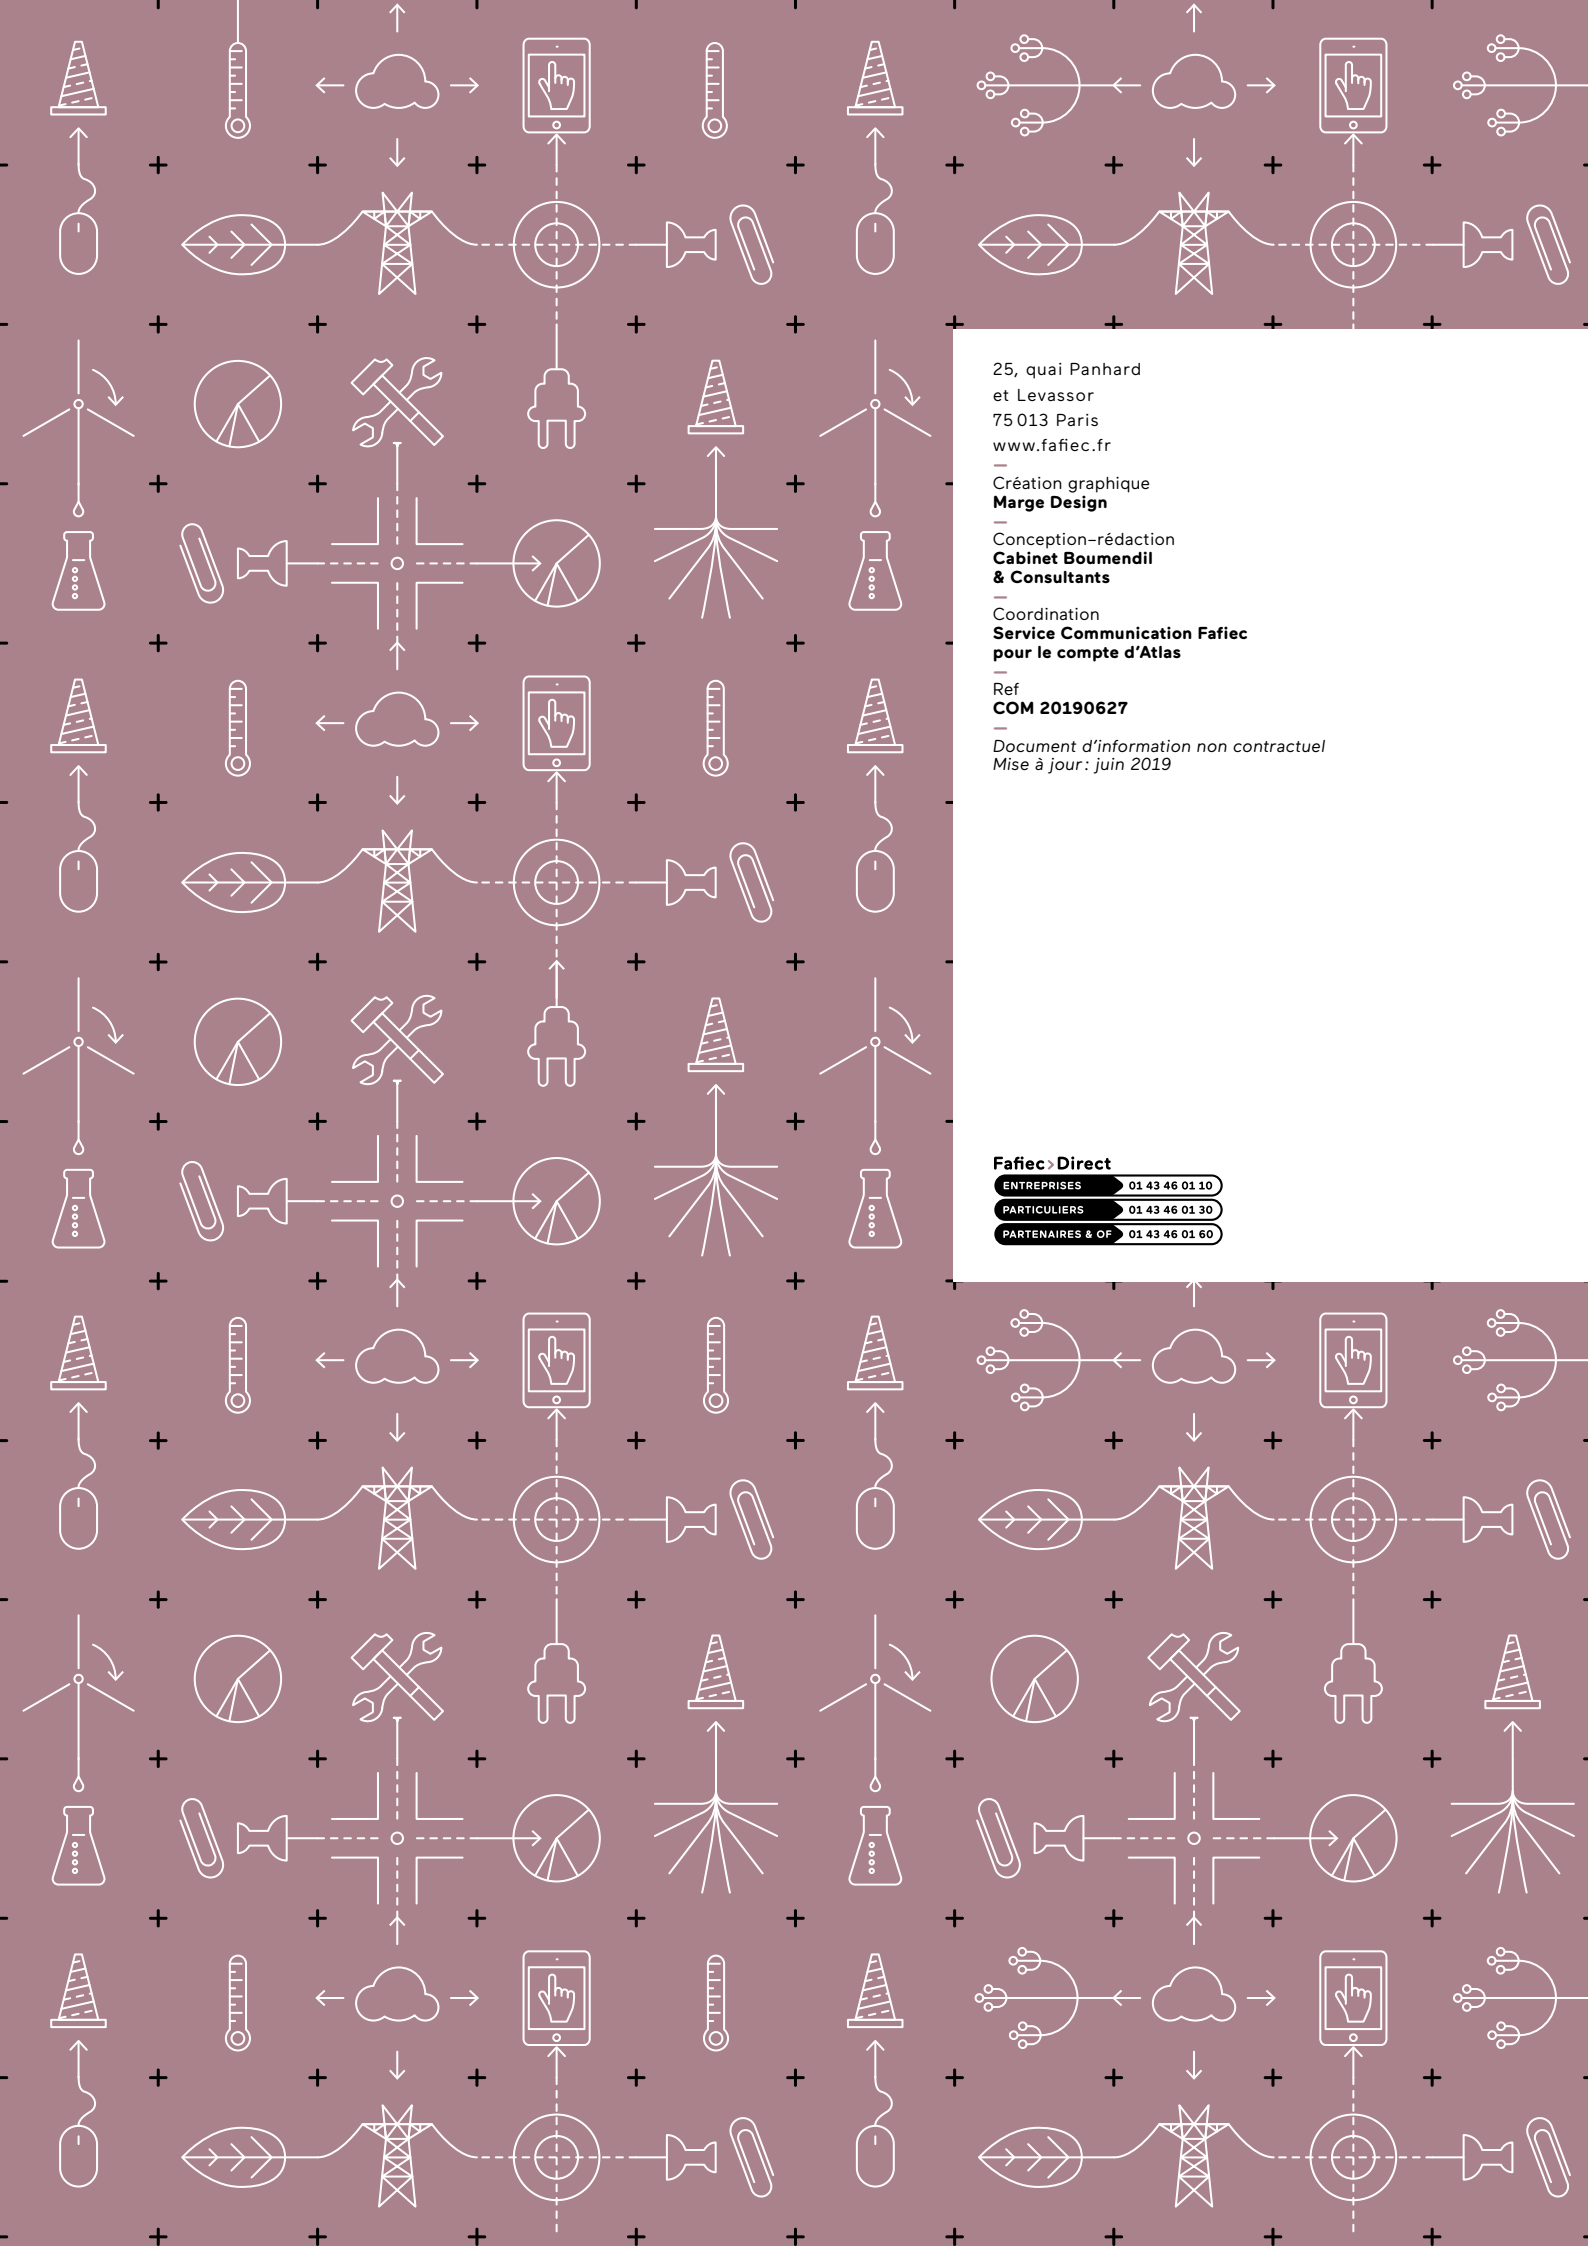 25, quai Panhard
et Levassor
75 013 Paris
www.fafiec.fr
Création graphique
Marge Design
Conception–rédaction
Cabinet Boumendil
& Consultants
Coordination
Service Communication Fafiec
pour le compte d’Atlas
Ref
COM 20190627
Document d’information non contractuel
Mise à jour : juin 2019
Fafiec>Direct
ENTREPRISES 01 43 46 01 10
PARTICULIERS 01 43 46 01 30
PARTENAIRES & OF 01 43 46 01 60